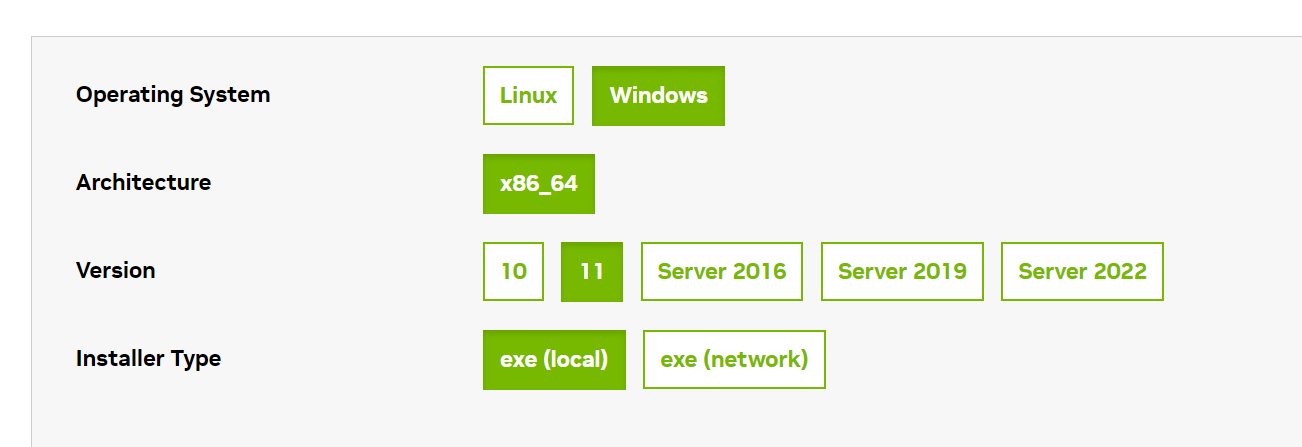 Operating System Linux Windows
Architecture x86_64
Version 10 11 Server 2016 Server 2019 Server 2022
Installer Type exe (local) exe (network)